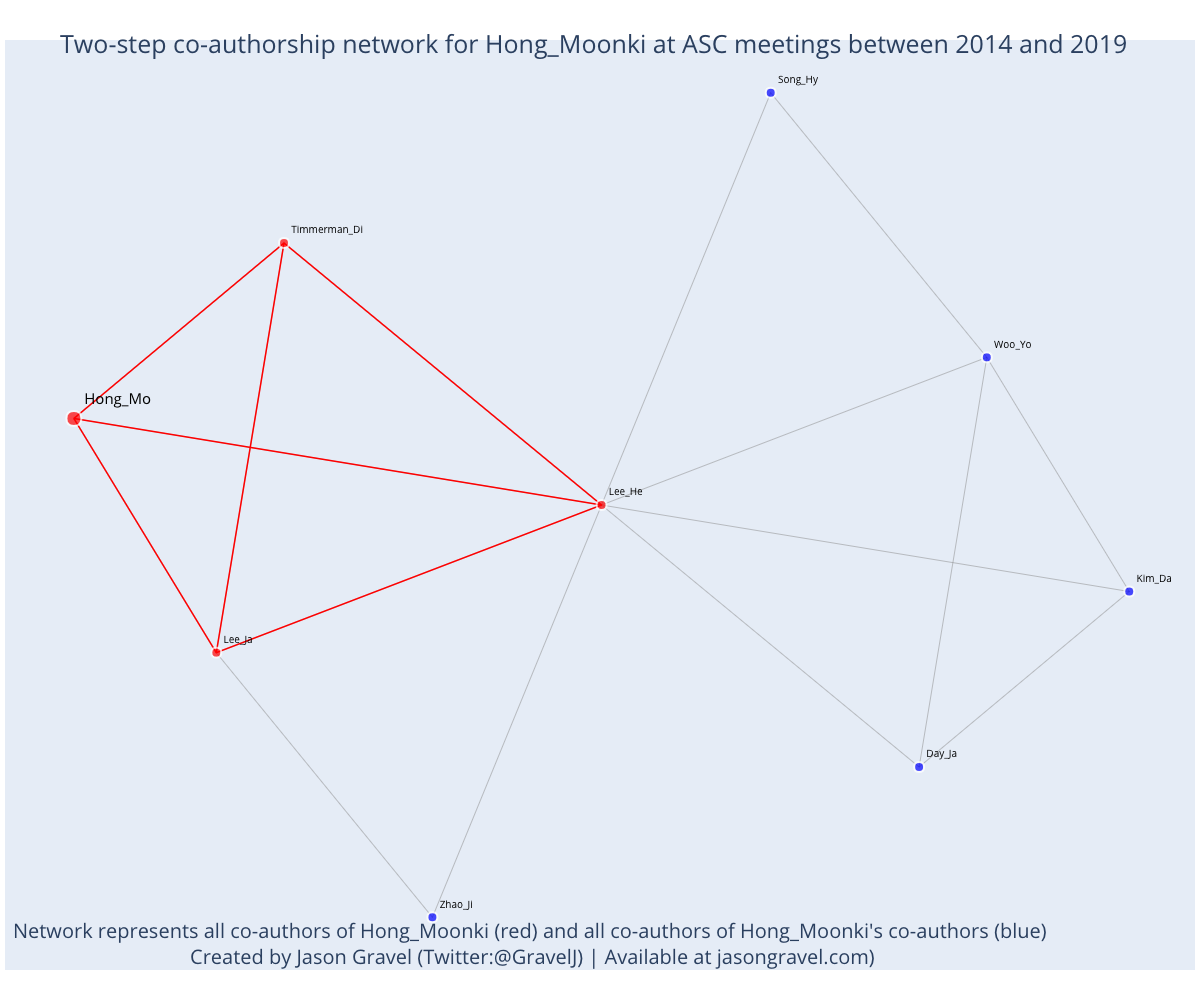 Two-step co-authorship network for Hong_Moonki at ASC meetings between 2014 and 2019
Song_Hy
Timmerman_Di
Woo_Yo
Hong_Mo
Lee_He
Kim_Da
Lee_Ja
Day_Ja
Zhao_Ji
Network represents all co-authors of Hong_Moonki (red) and all co-authors of Hong_Moonki's co-authors (blue)
Created by Jason Gravel (Twitter:@GravelJ) | Available at jasongravel.com)